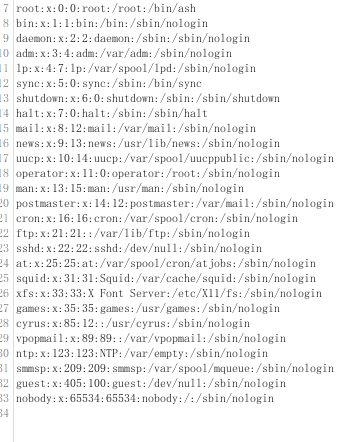 7 root:x:0:0:root:/root:/bin/ash
8 bin:x:1:1:bin:/bin:/sbin/nologin
9 daemon:x:2:2:daemon:/sbin:/sbin/nologin
10 adm:x:3:4:adm:/var/adm:/sbin/nologin
11 lp:x:4:7:lp:/var/spool/lpd:/sbin/nologin
12 sync:x:5:0:sync:/sbin:/bin/sync
13 shutdown:x:6:0:shutdown:/sbin:/sbin/shutdown
14 halt:x:7:0:halt:/sbin:/sbin/halt
15 mail:x:8:12:mail:/var/mail:/sbin/nologin
16 news:x:9:13:news:/usr/lib/news:/sbin/nologin
17 uucp:x:10:14:uucp:/var/spool/uucppublic:/sbin/nologin
18 operator:x:11:0:operator:/root:/sbin/nologin
19 man:x:13:15:man:/usr/man:/sbin/nologin
20 postmaster:x:14:12:postmaster:/var/mail:/sbin/nologin
21 cron:x:16:16:cron:/var/spool/cron:/sbin/nologin
22 ftp:x:21:21::/var/lib/ftp:/sbin/nologin
23 sshd:x:22:22:sshd:/dev/null:/sbin/nologin
24 at:x:25:25:at:/var/spool/cron/atjobs:/sbin/nologin
25 squid:x:31:31:Squid:/var/cache/squid:/sbin/nologin
26 xfs:x:33:33:X Font Server:/etc/X11/fs:/sbin/nologin
27 games:x:35:35:games:/usr/games:/sbin/nologin
28 cyrus:x:85:12::/usr/cyrus:/sbin/nologin
29 vpopmail:x:89:89::/var/vpopmail:/sbin/nologin
30 ntp:x:123:123:NTP:/var/empty:/sbin/nologin
31 smmsp:x:209:209:smmsp:/var/spool/mqueue:/sbin/nologin
32 guest:x:405:100:guest:/dev/null:/sbin/nologin
33 nobody:x:65534:65534:nobody:/:/sbin/nologin
34